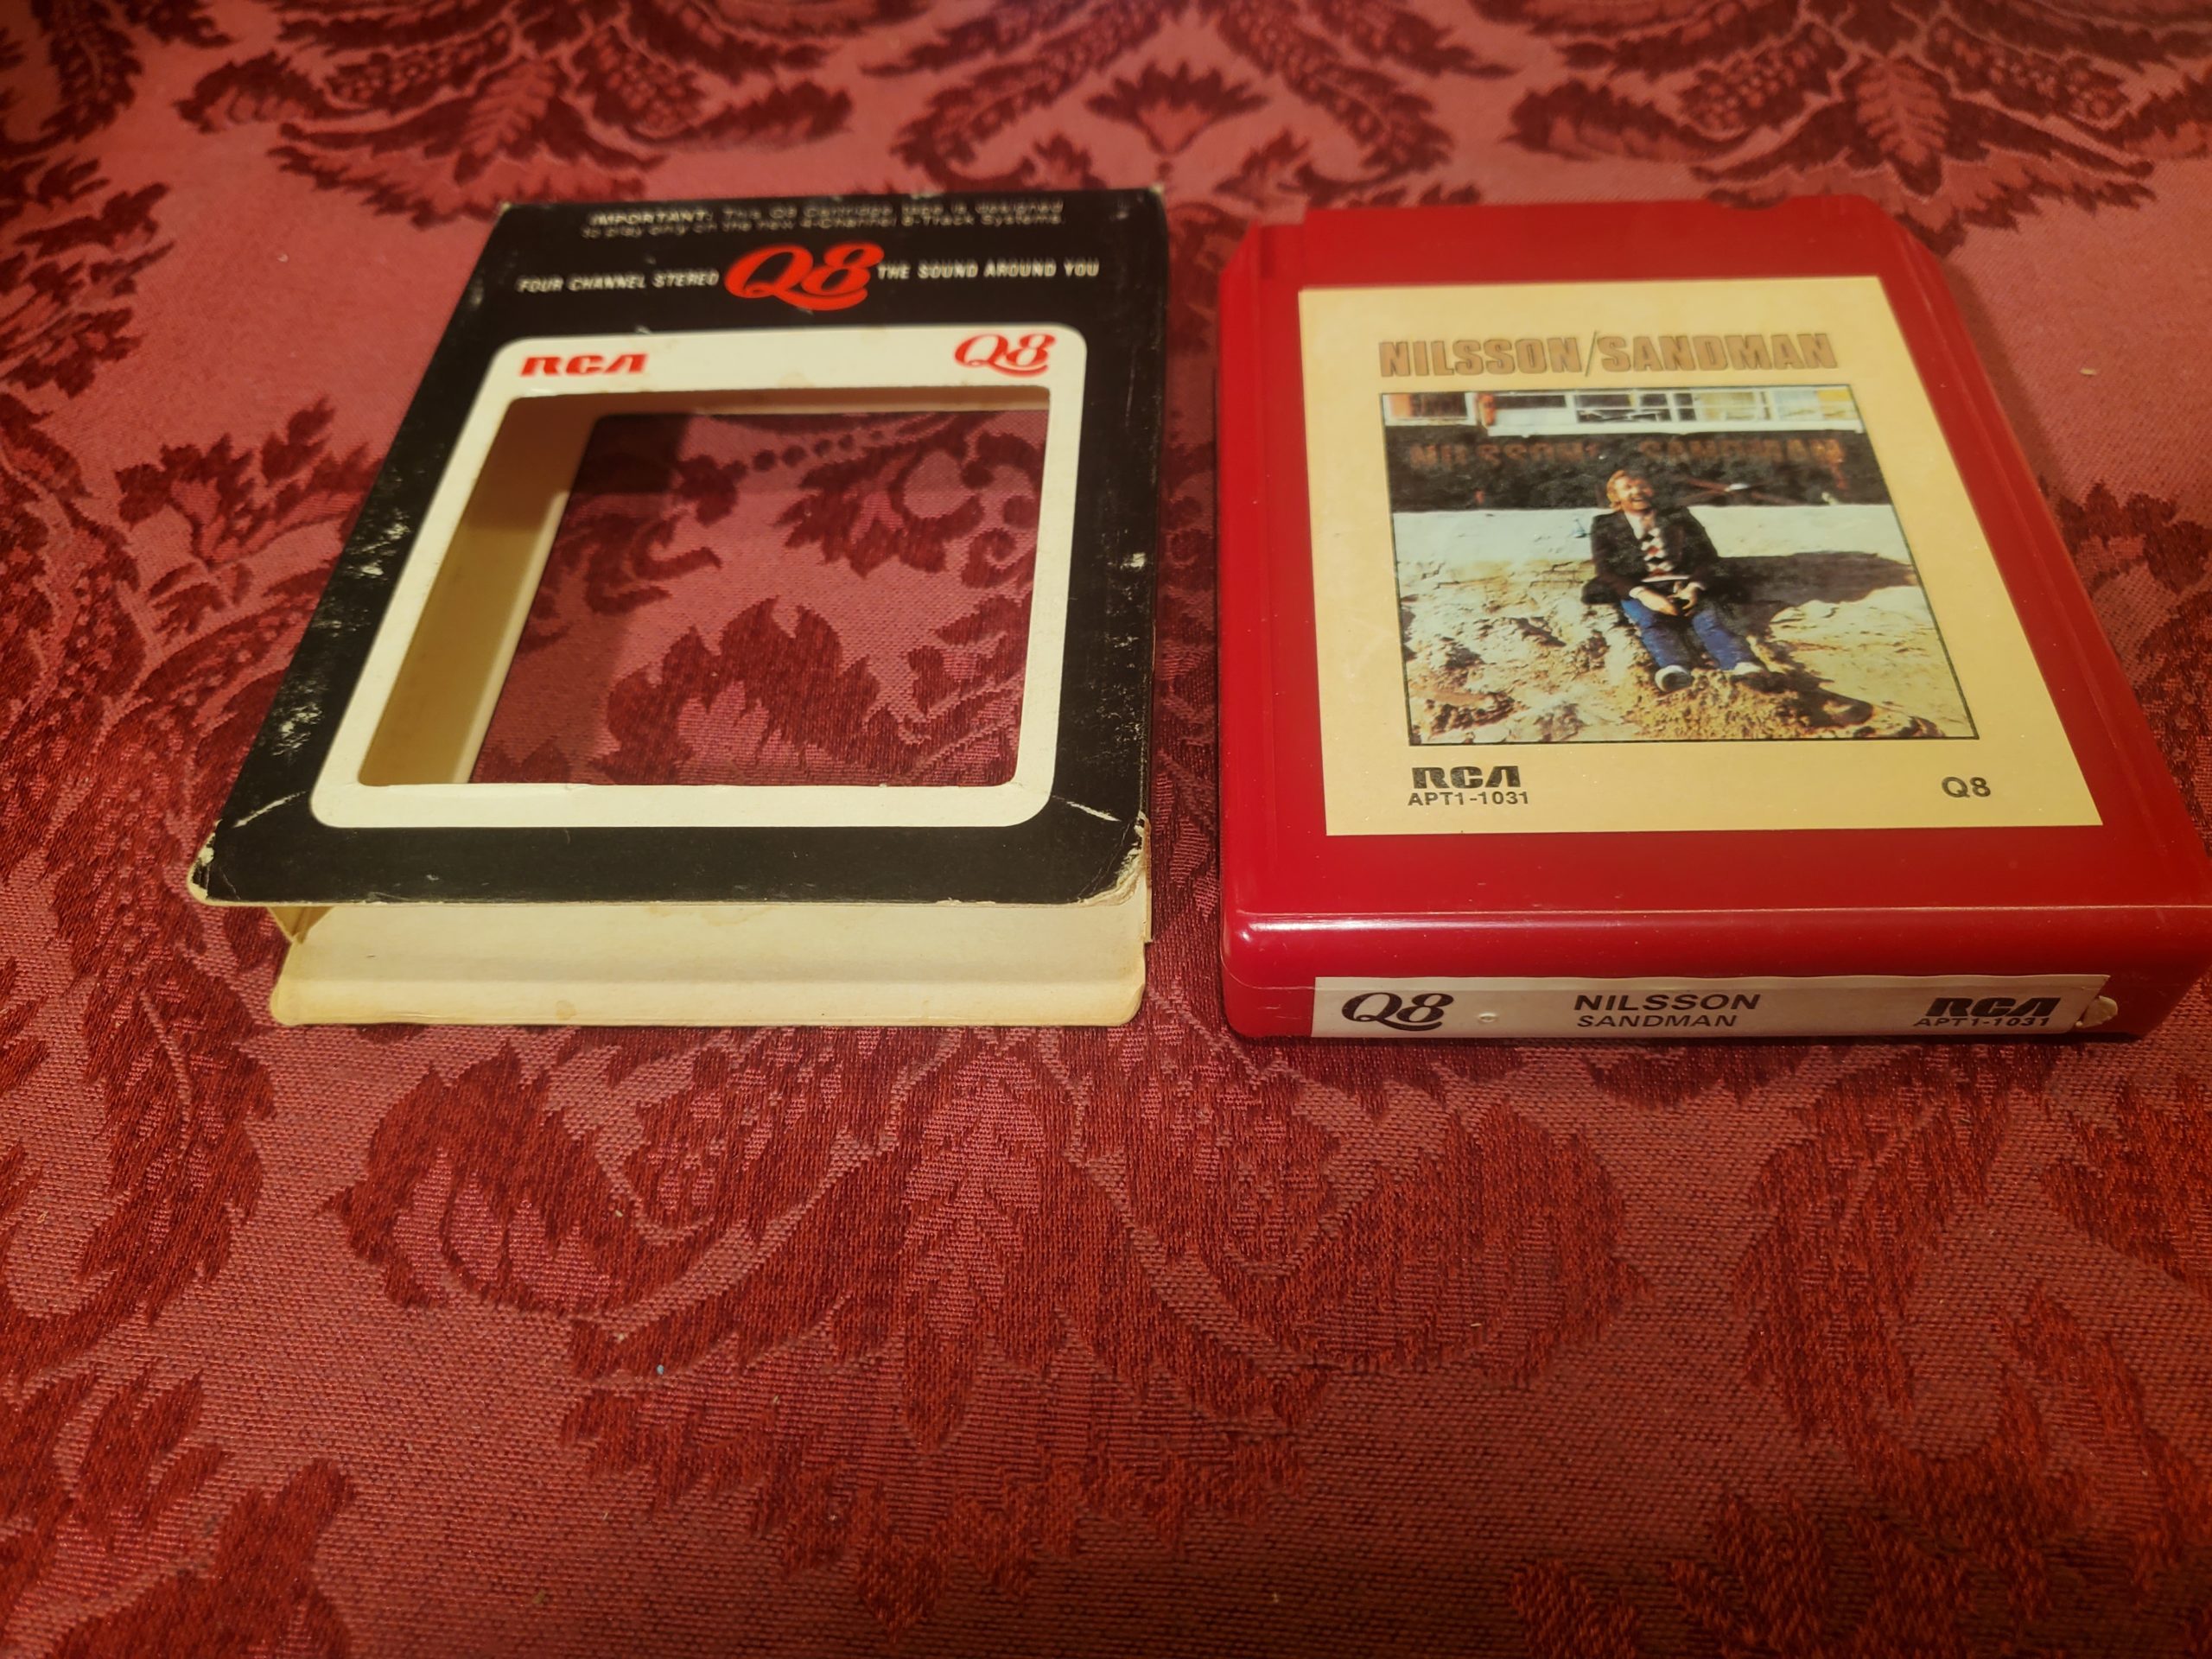 IMPORTANT: This Q8 Cartridge tape is designed
to play only on the new 4-Channel 8-Track Systems.
FOUR CHANNEL STEREO Q8 THE SOUND AROUND YOU
RCA Q8
NILSSON/SANDMAN
NILSSON/SANDMAN
RCA
APT1-1031 Q8
Q8 NILSSON RCA
SANDMAN APT1-1031